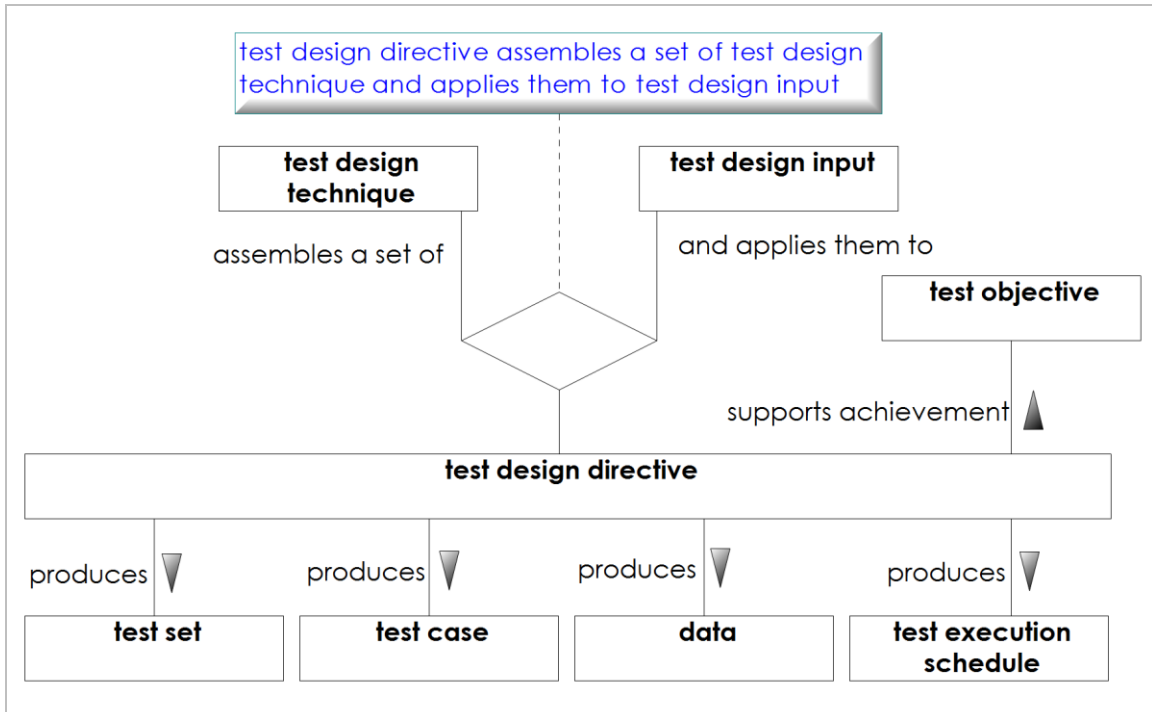 test design directive assembles a set of test design
technique and applies them to test design input
test design
technique
test design input
assembles a set of
and applies them to
test objective
supports achievement
test design directive
produces
produces
produces
produces
test set
test case
data
test execution
schedule